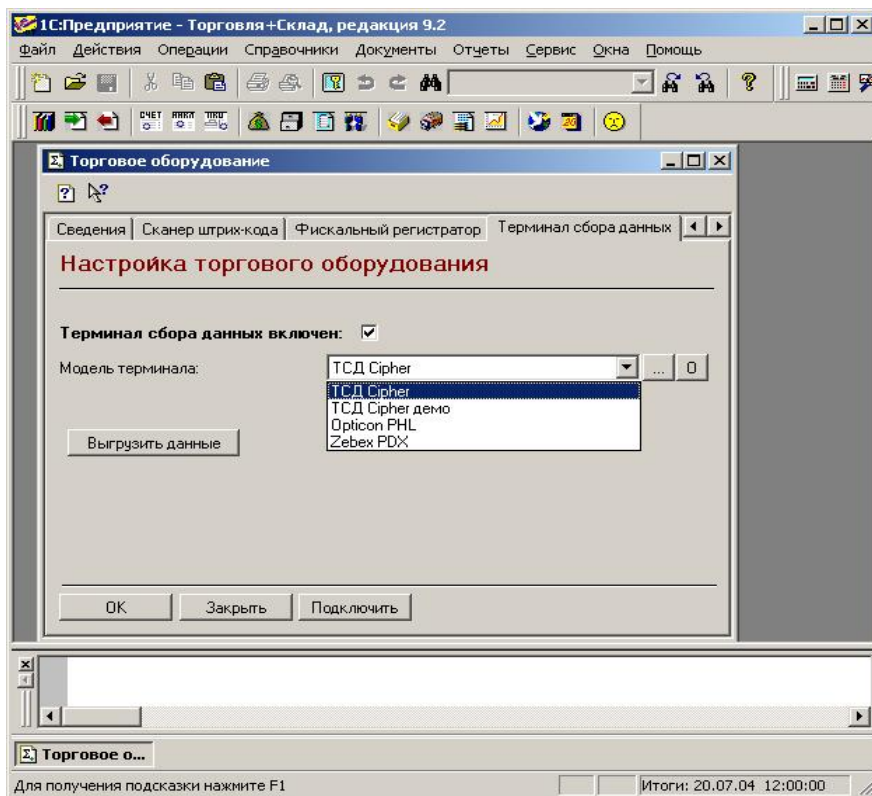 1С:Предприятие - Торговля+Склад, редакция 9.2
Файл Действия Операции Справочники Документы Отчеты Сервис Окна Помощь
Торговое оборудование
Сведения Сканер штрих-кода Фискальный регистратор Терминал сбора данных
Настройка торгового оборудования
Терминал сбора данных включен:
Модель терминала: ТСД Cipher ... 0
ТСД Cipher
ТСД Cipher демо
Opticon PHL
Zebex PDX
Выгрузить данные
OK Закрыть Подключить
Торговое о...
Для получения подсказки нажмите F1 Итоги: 20.07.04 12:00:00